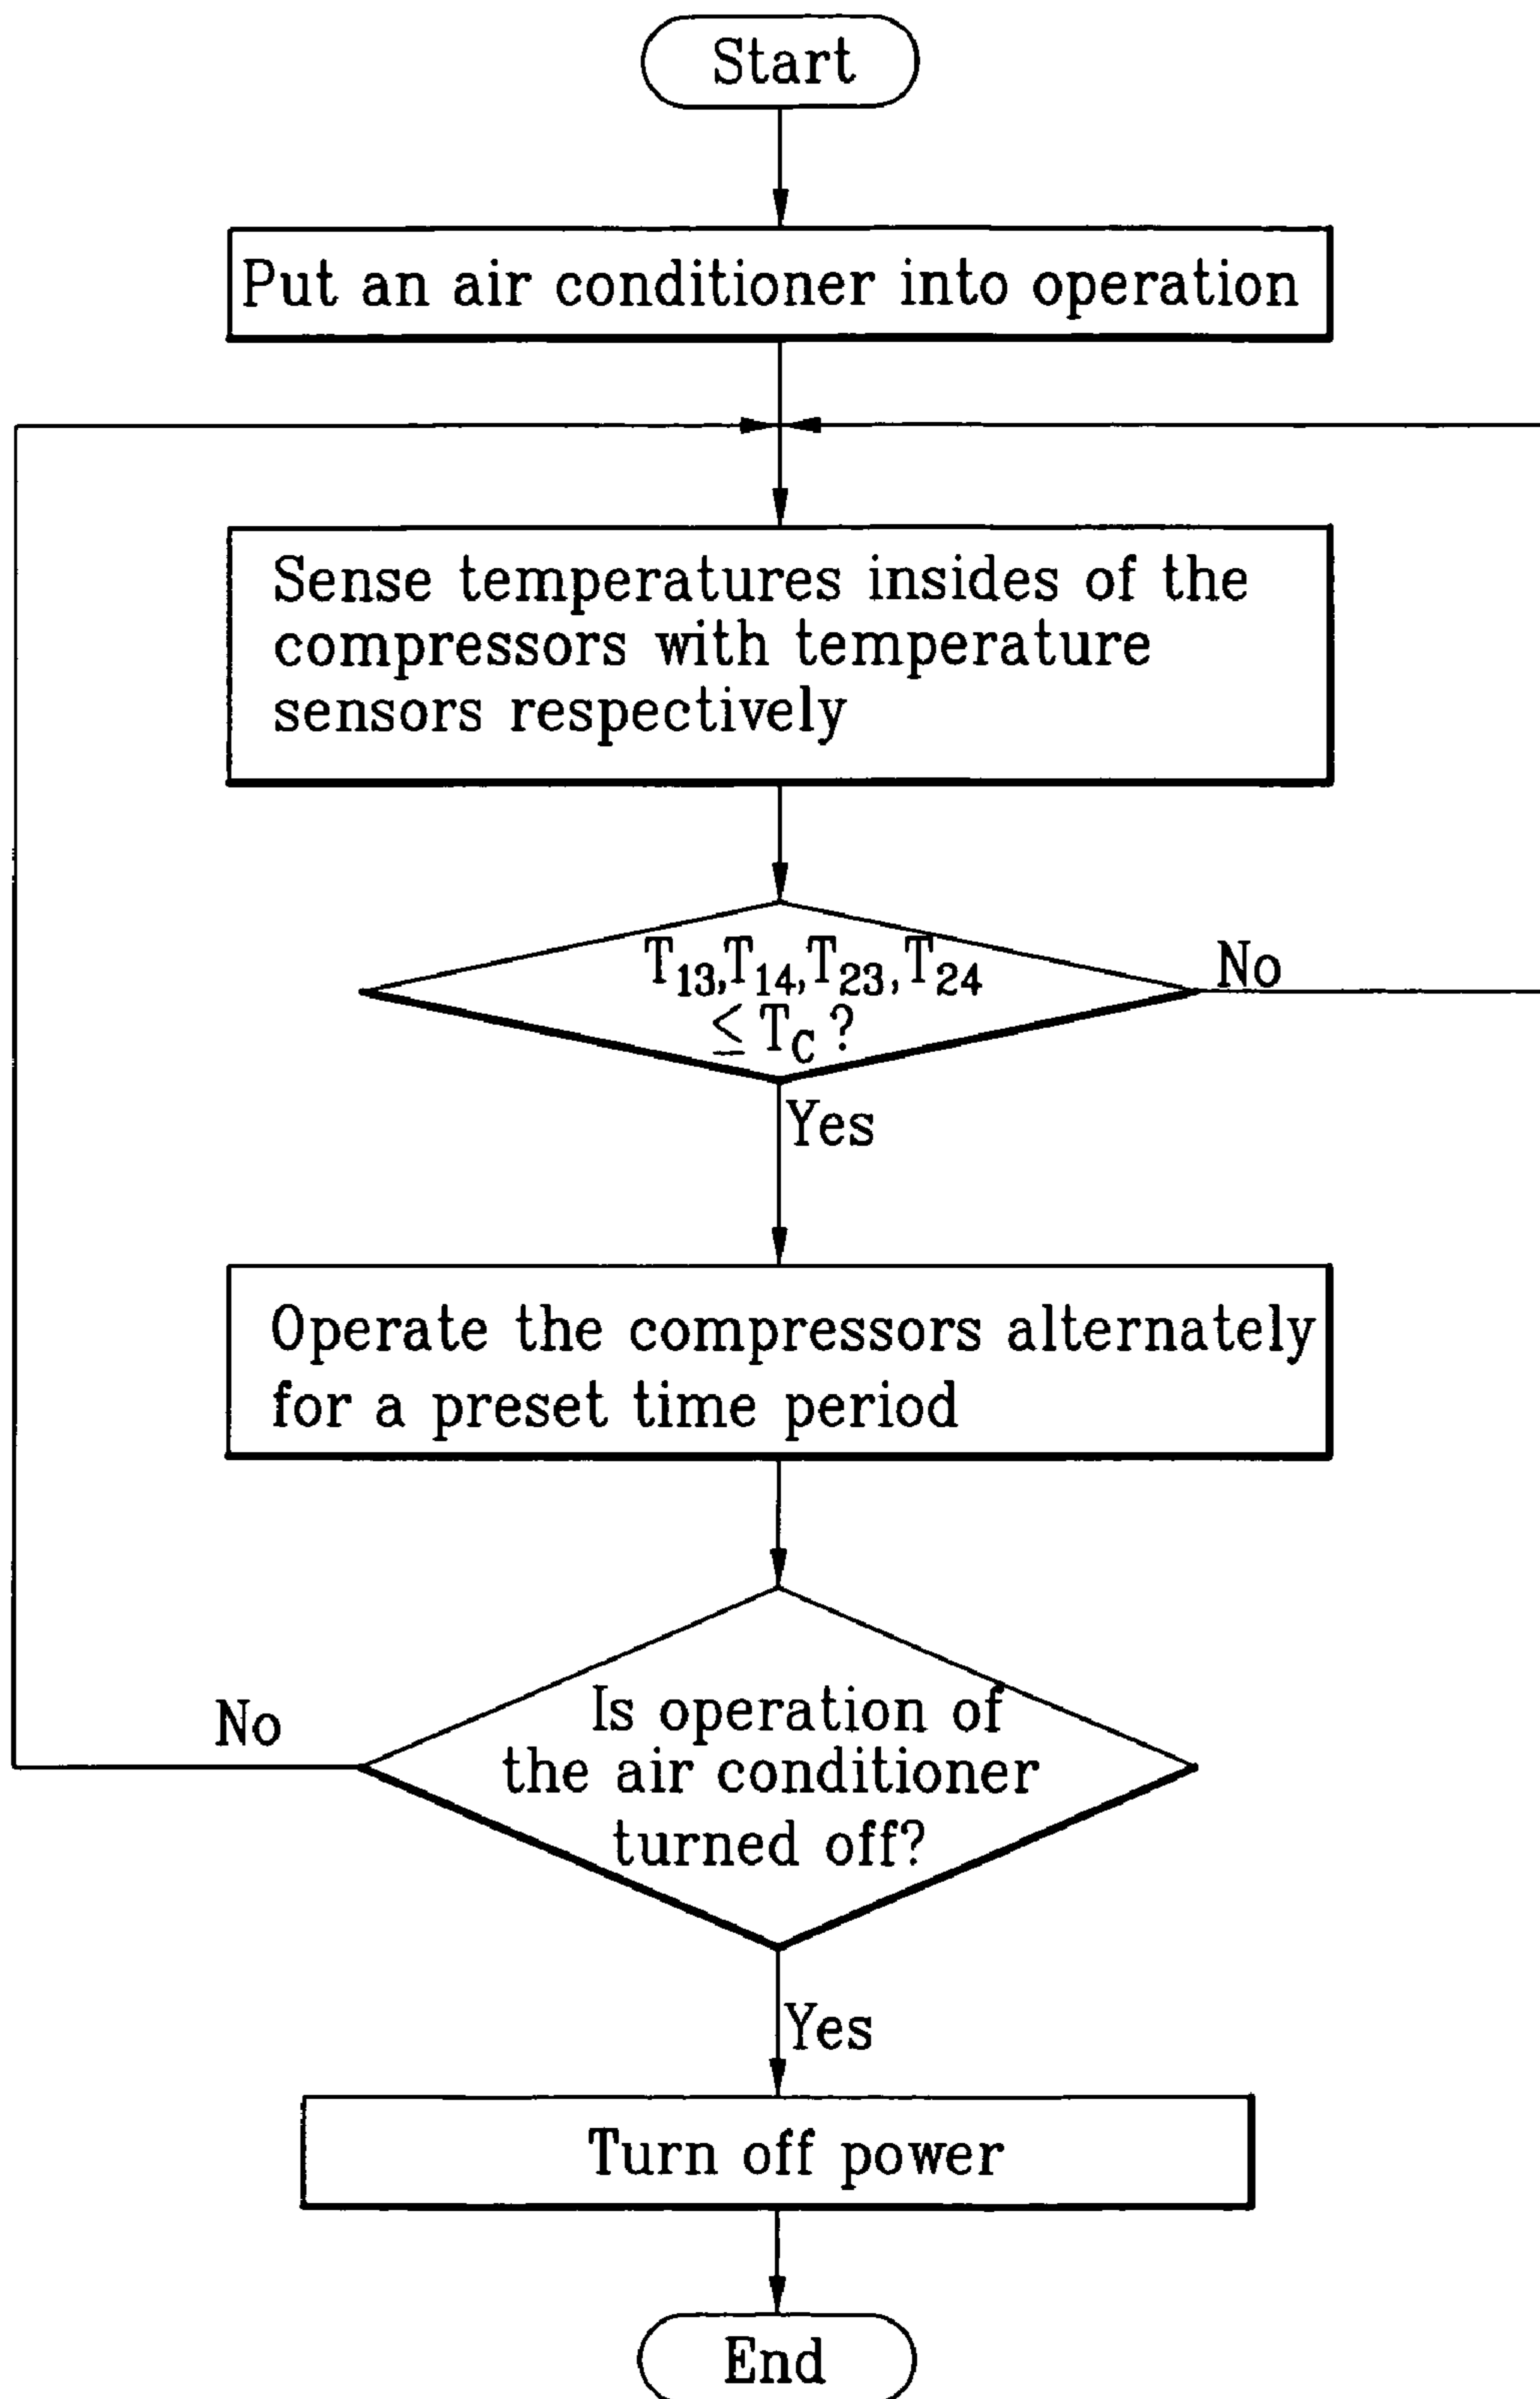 Start
Put an air conditioner into operation
Sense temperatures insides of the
compressors with temperature
sensors respectively
T₁₃,T₁₄,T₂₃,T₂₄
≤ T_C ?
No
Yes
Operate the compressors alternately
for a preset time period
Is operation of
the air conditioner
turned off?
No
Yes
Turn off power
End